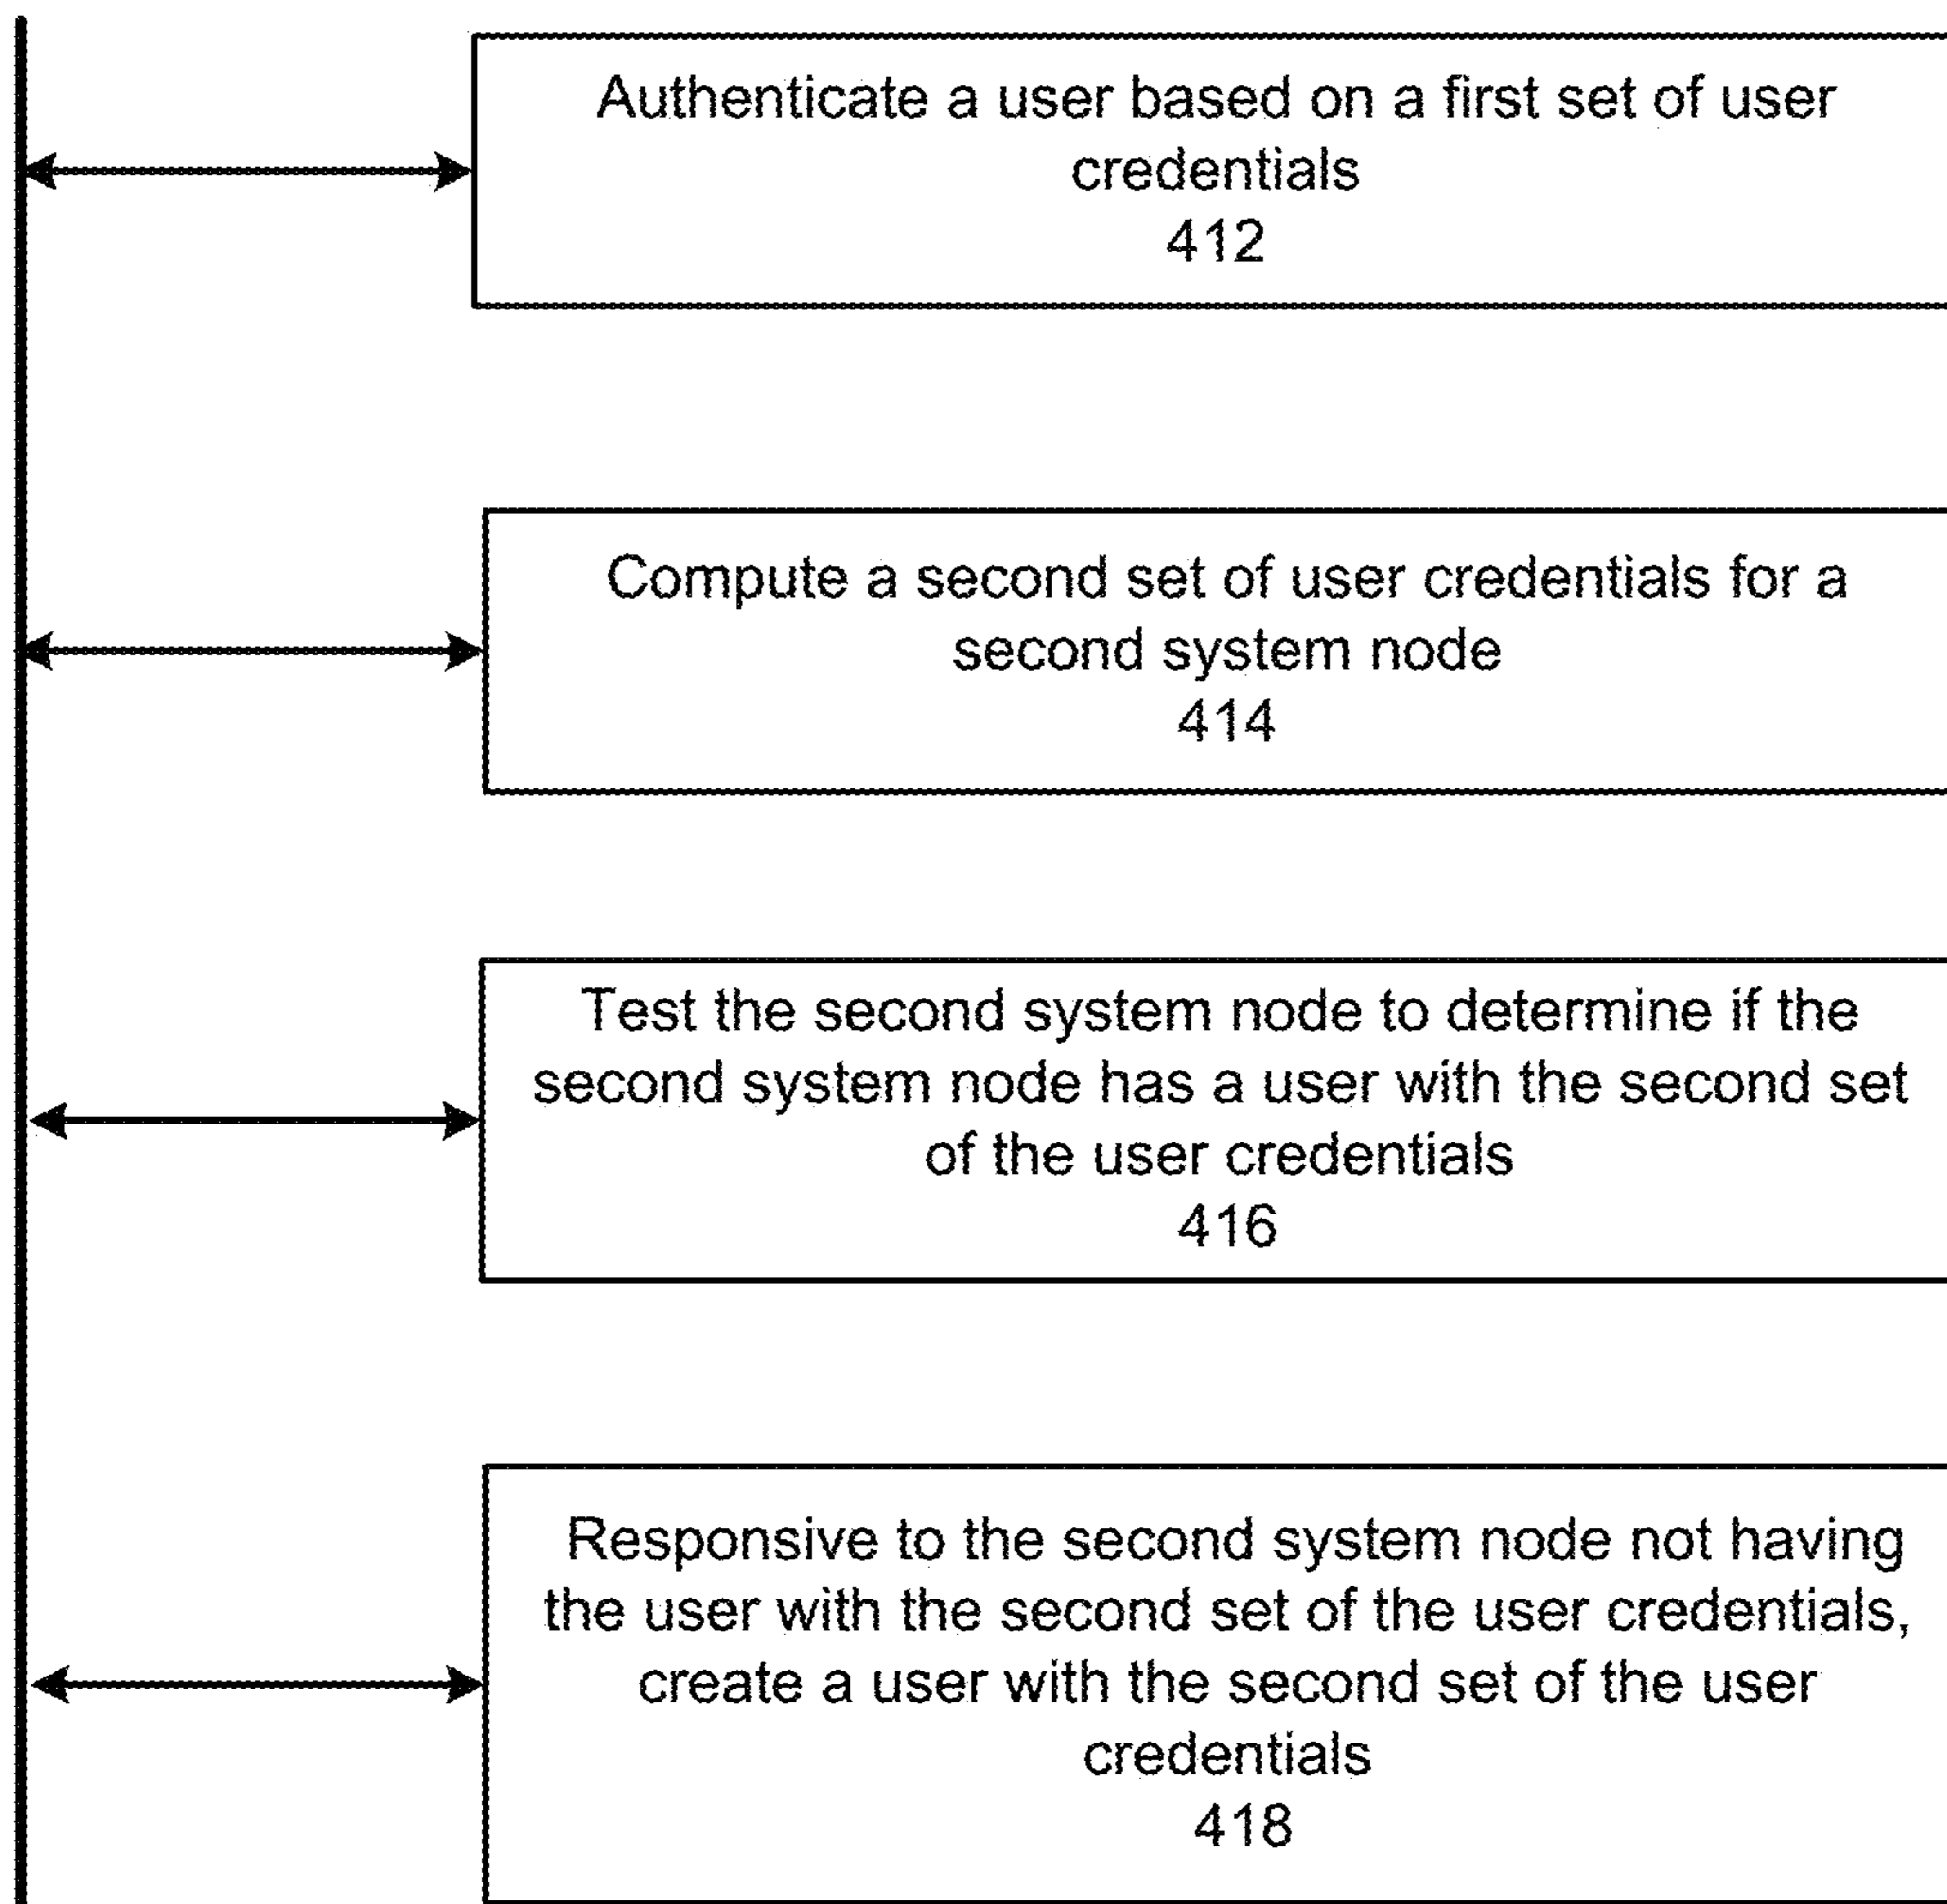 Authenticate a user based on a first set of user
credentials
412
Compute a second set of user credentials for a
second system node
414
Test the second system node to determine if the
second system node has a user with the second set
of the user credentials
416
Responsive to the second system node not having
the user with the second set of the user credentials,
create a user with the second set of the user
credentials
418